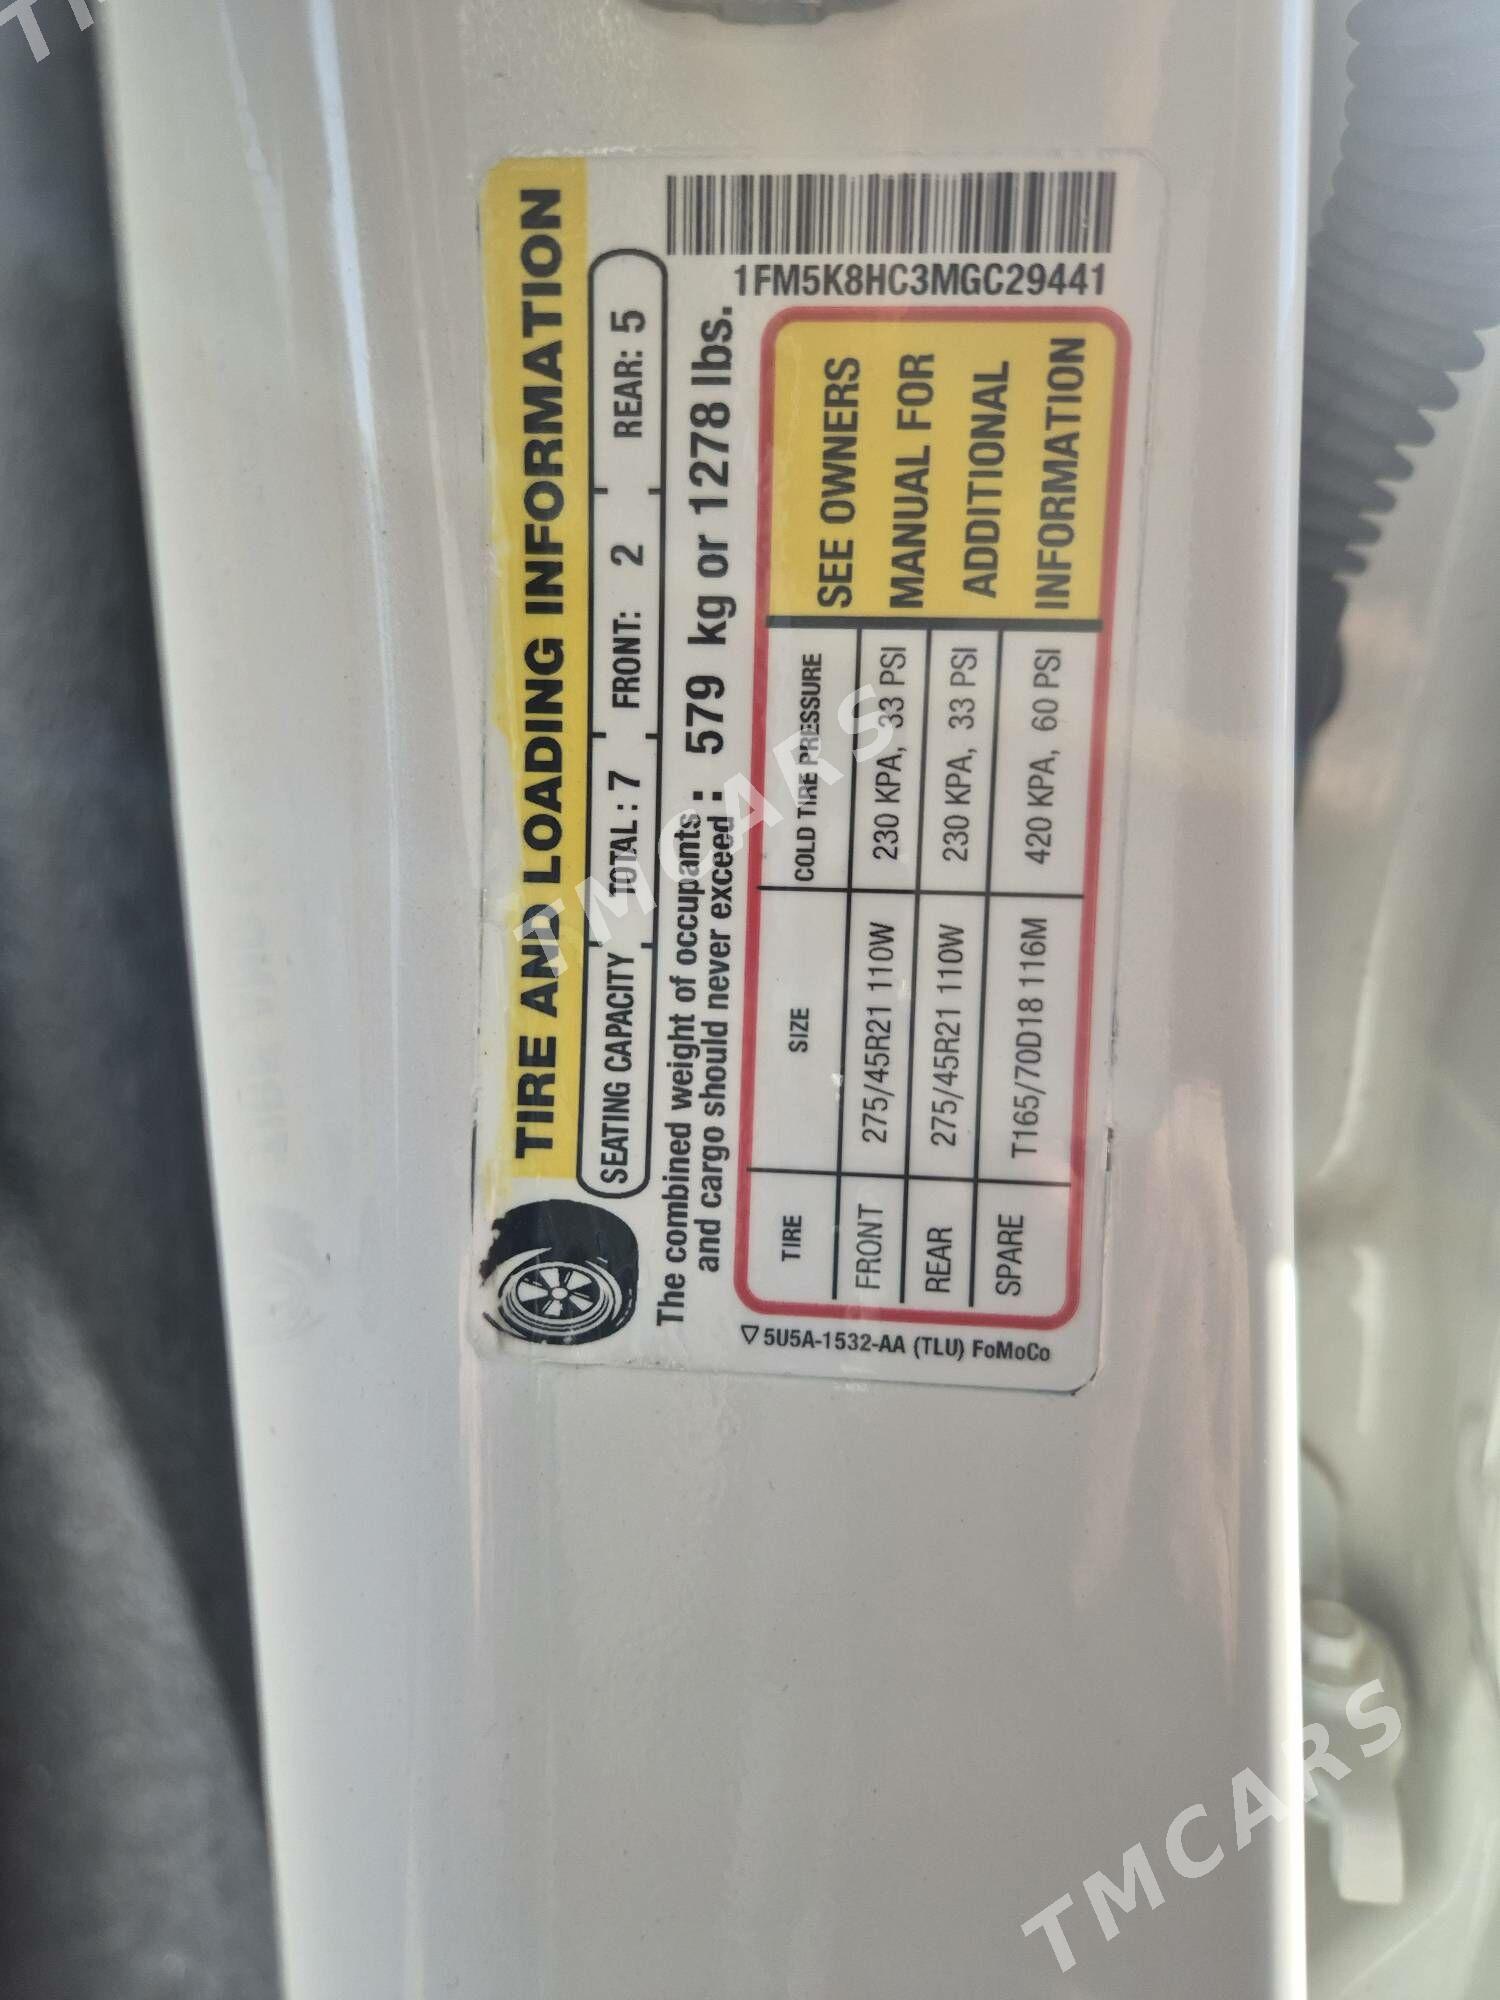 TIRE AND LOADING INFORMATION
SEATING CAPACITY TOTAL : 7 FRONT: 2 REAR: 5
The combined weight of occupants
and cargo should never exceed : 579 kg or 1278 lbs.
TIRE SIZE COLD TIRE PRESSURE
FRONT 275/45R21 110W 230 KPA, 33 PSI
REAR 275/45R21 110W 230 KPA, 33 PSI
SPARE T165/70D18 116M 420 KPA, 60 PSI
SEE OWNERS
MANUAL FOR
ADDITIONAL
INFORMATION
1FM5K8HC3MGC29441
5U5A-1532-AA (TLU) FoMoCo
TMCARS
TMCARS